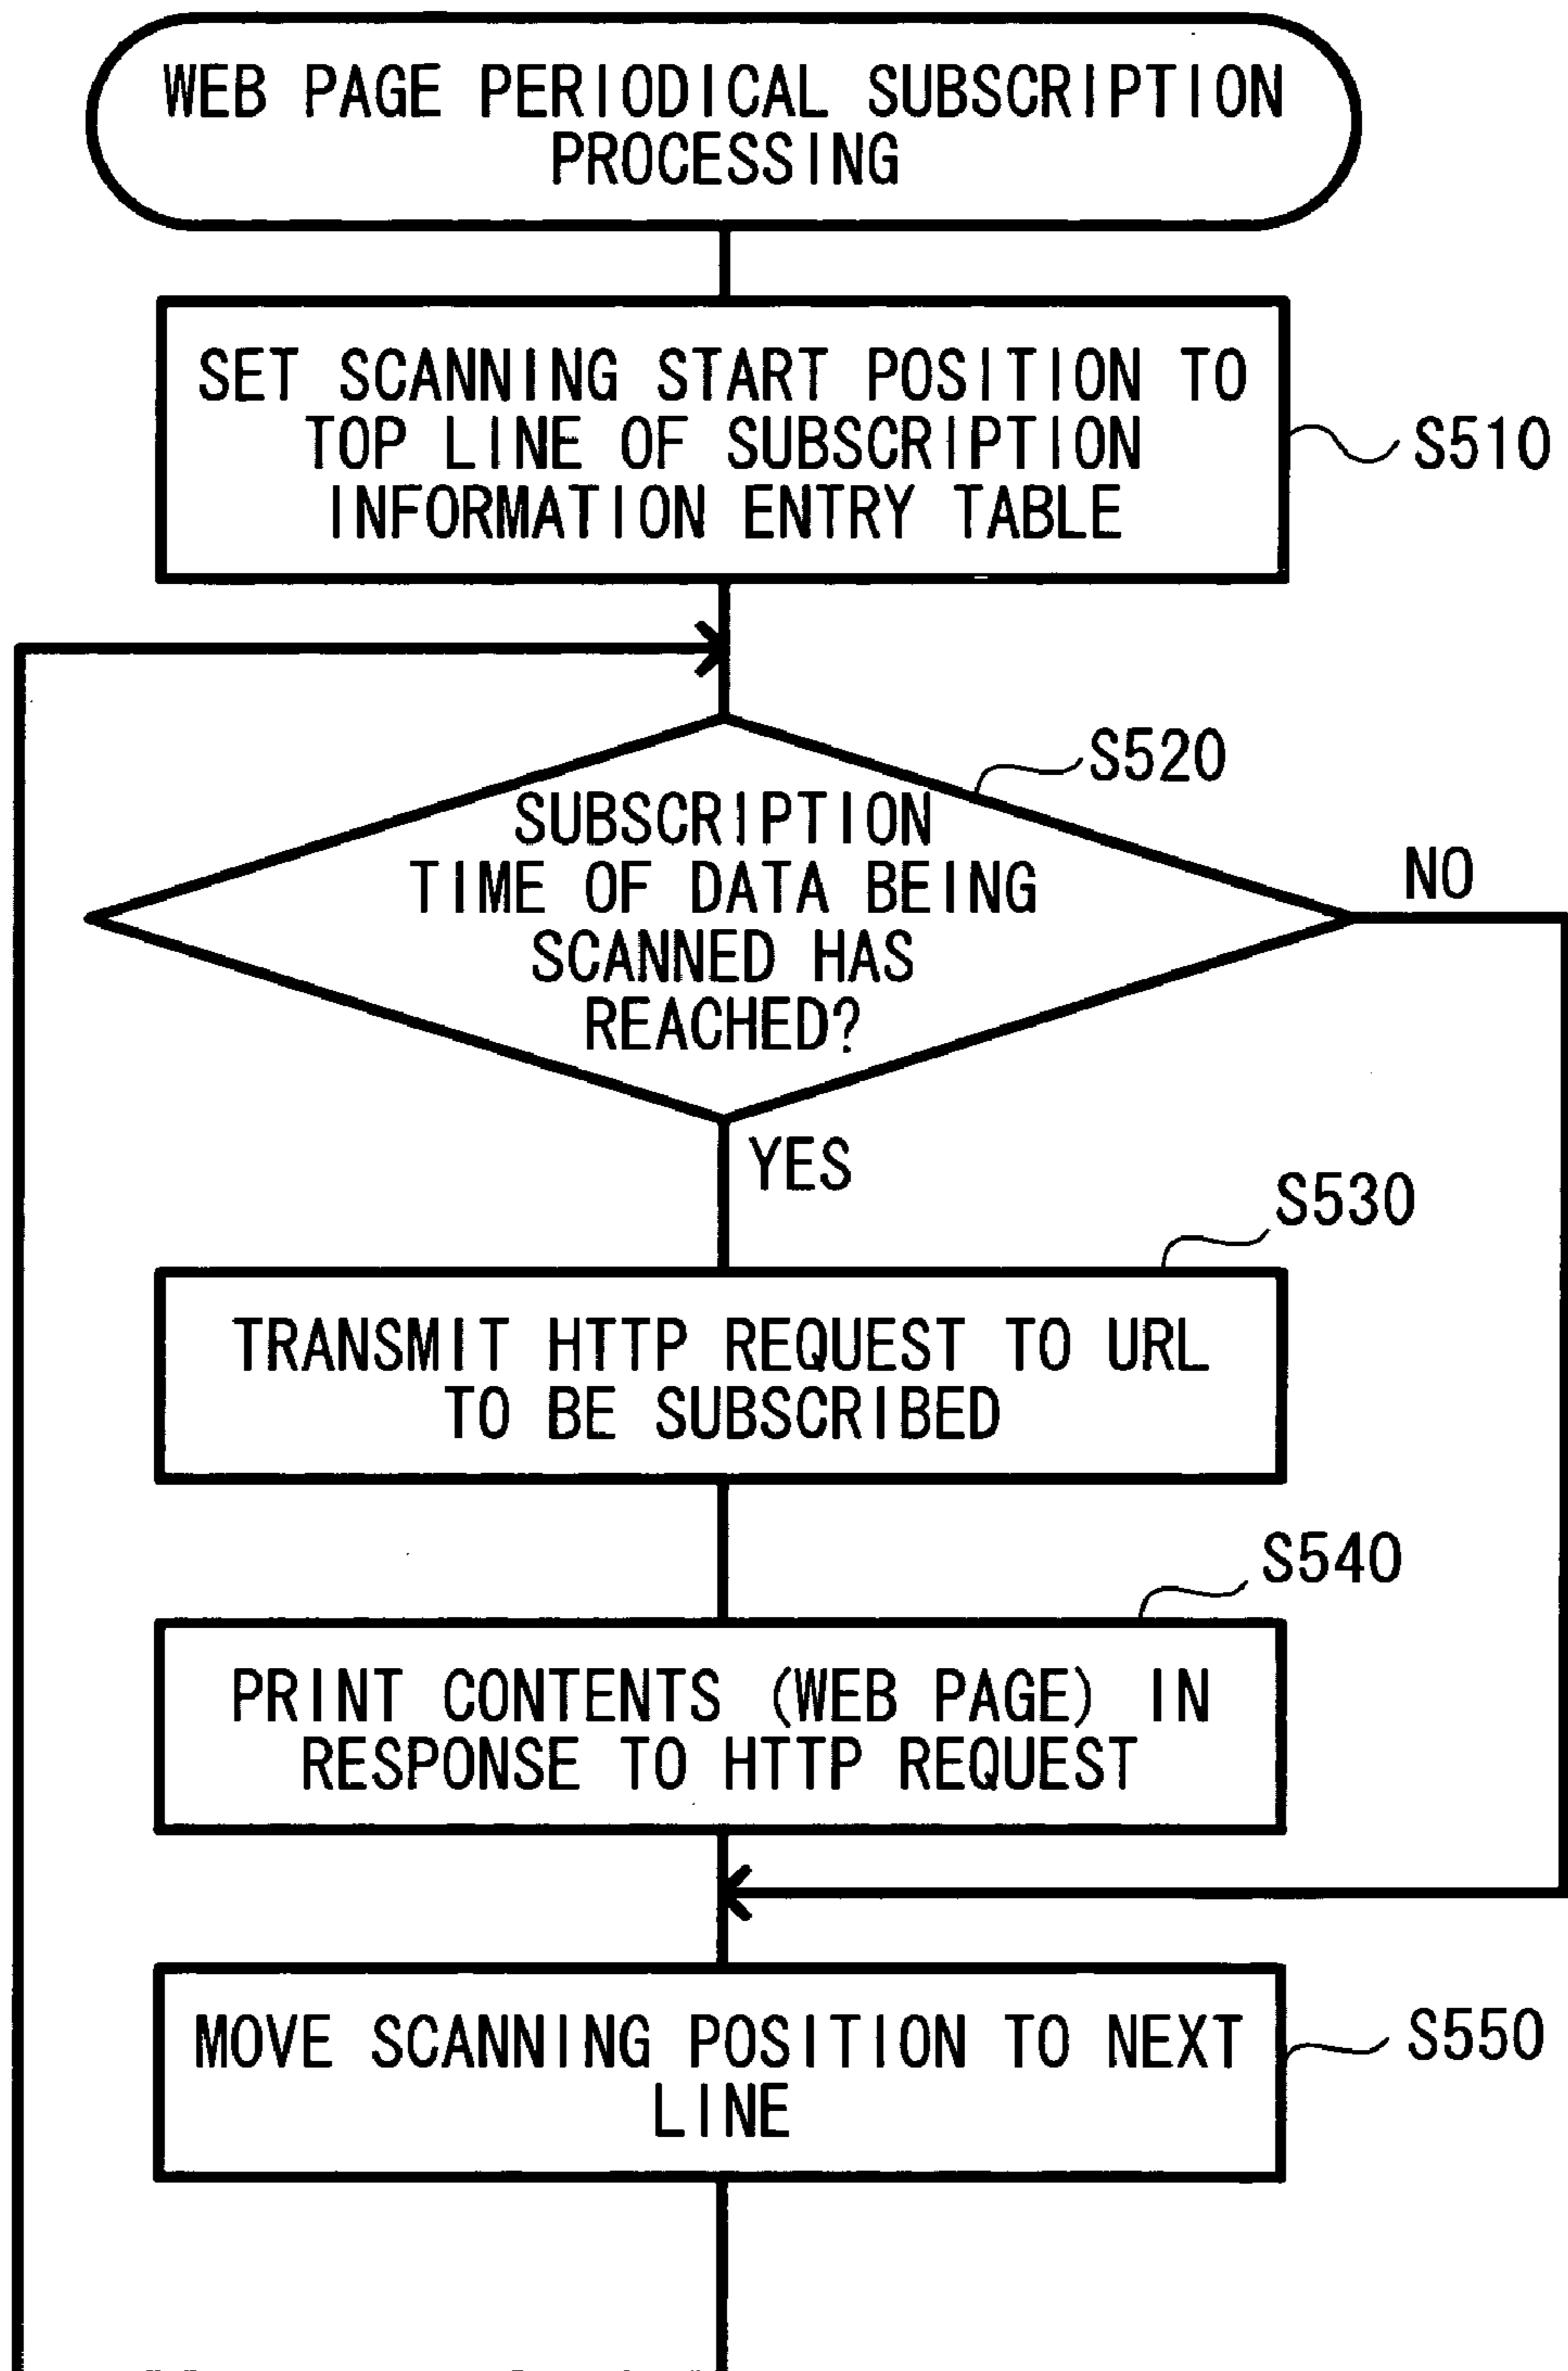 WEB PAGE PERIODICAL SUBSCRIPTION
PROCESSING
SET SCANNING START POSITION TO
TOP LINE OF SUBSCRIPTION
INFORMATION ENTRY TABLE
S510
S520
SUBSCRIPTION
TIME OF DATA BEING
SCANNED HAS
REACHED?
NO
YES
S530
TRANSMIT HTTP REQUEST TO URL
TO BE SUBSCRIBED
S540
PRINT CONTENTS (WEB PAGE) IN
RESPONSE TO HTTP REQUEST
MOVE SCANNING POSITION TO NEXT
LINE
S550